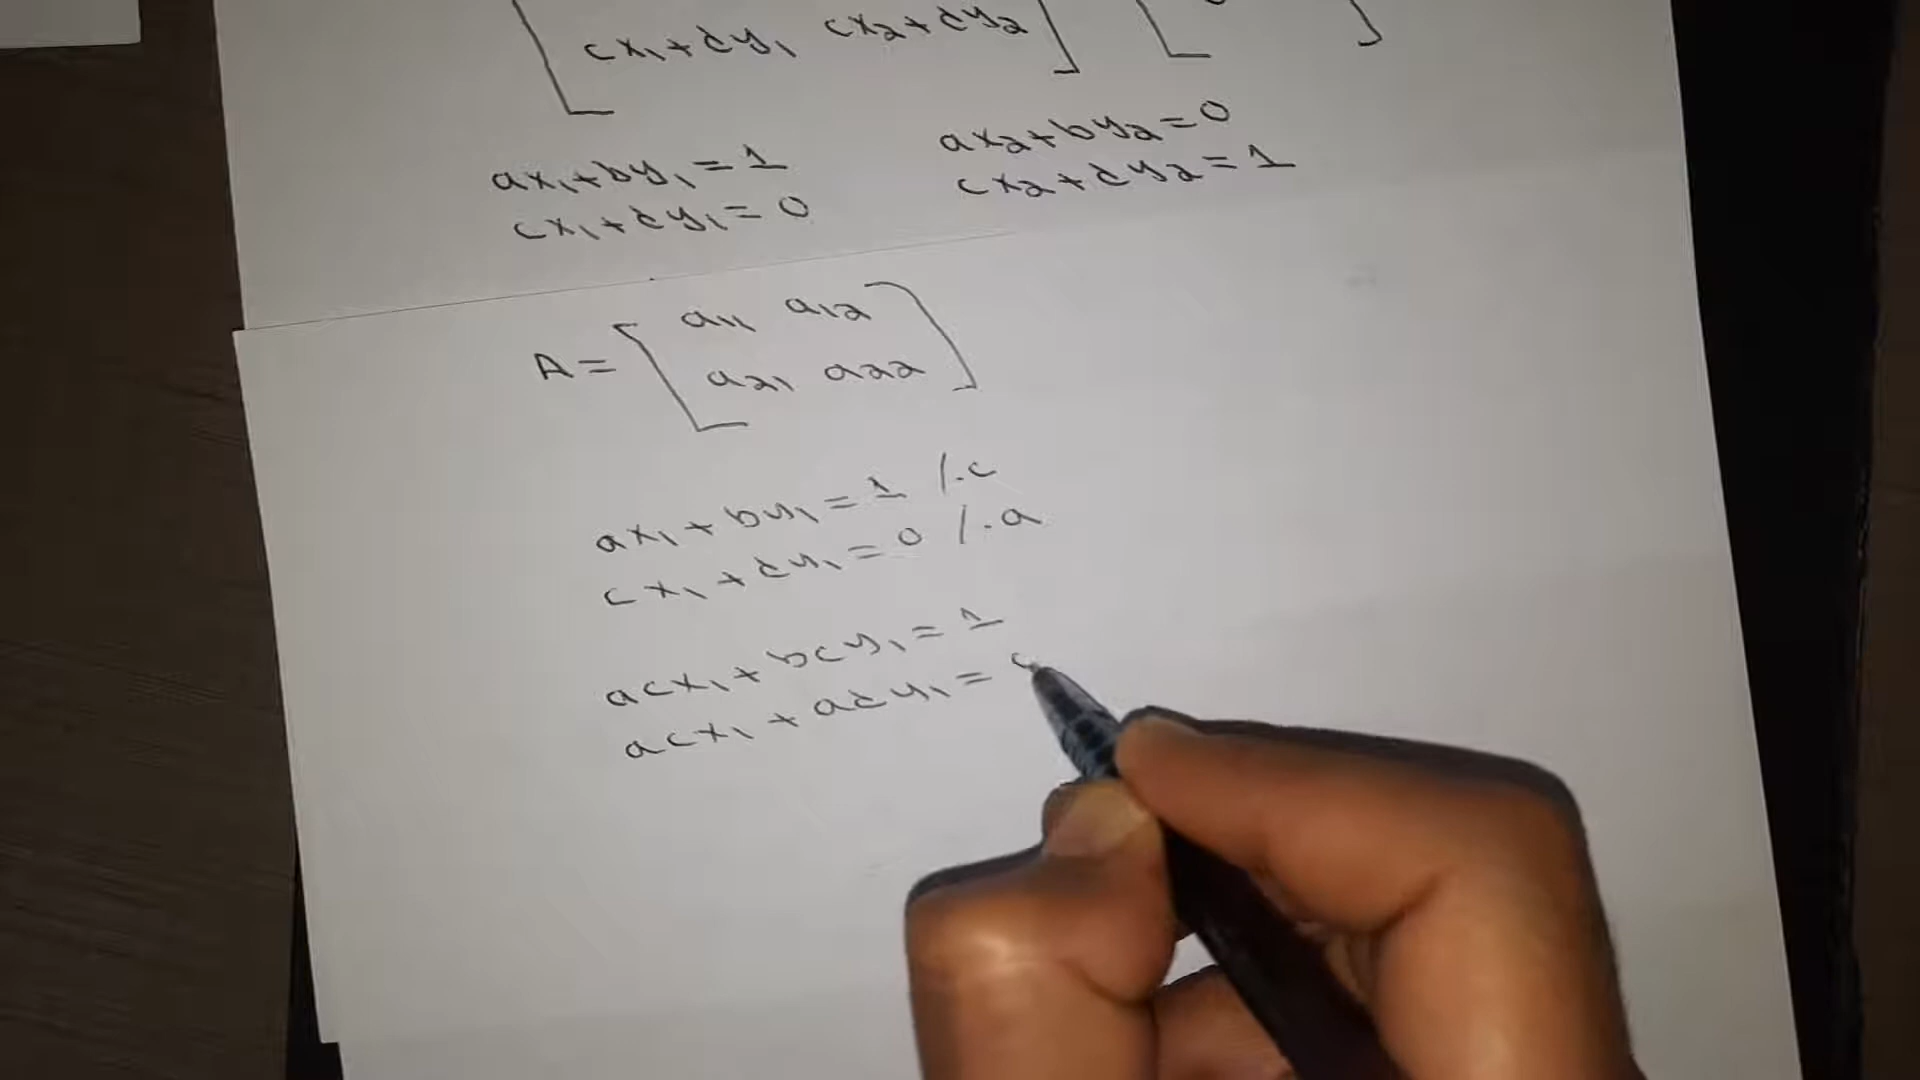 cx₁+dy₁ cx₂+dy₂
ax₁+by₁=1
cx₁+dy₁=0
ax₂+by₂=0
cx₂+dy₂=1
A=
a₁₁ a₁₂
a₂₁ a₂₂
ax₁+by₁=1 /.c
cx₁+dy₁=0 /.a
acx₁+bcy₁=1
acx₁+ady₁=